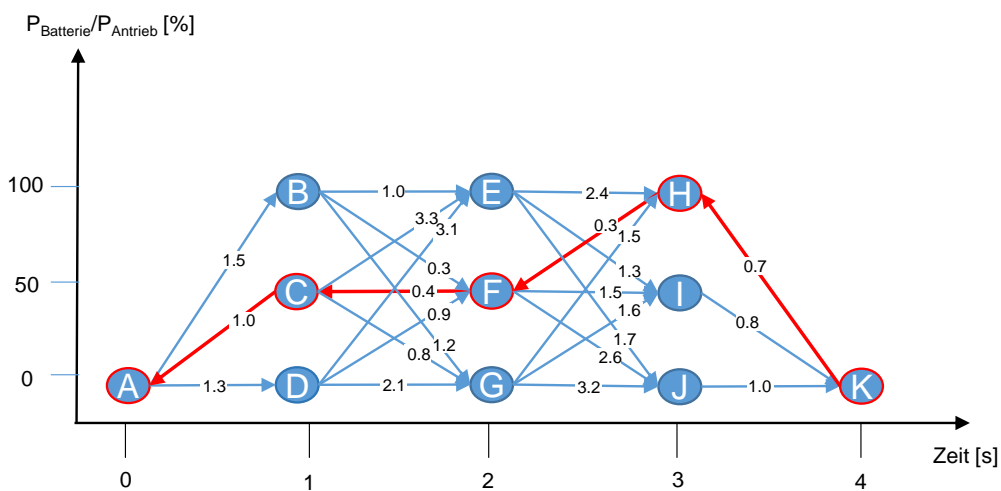 P_Batterie/P_Antrieb [%]
100
50
0
B
E
H
C
F
I
A
D
G
J
K
1.0
2.4
3.3
3.1
0.3
1.5
1.5
0.3
1.3
0.7
0.4
1.5
1.0
0.9
1.6
0.8
1.2
1.7
0.8
2.6
1.3
2.1
3.2
1.0
Zeit [s]
0
1
2
3
4